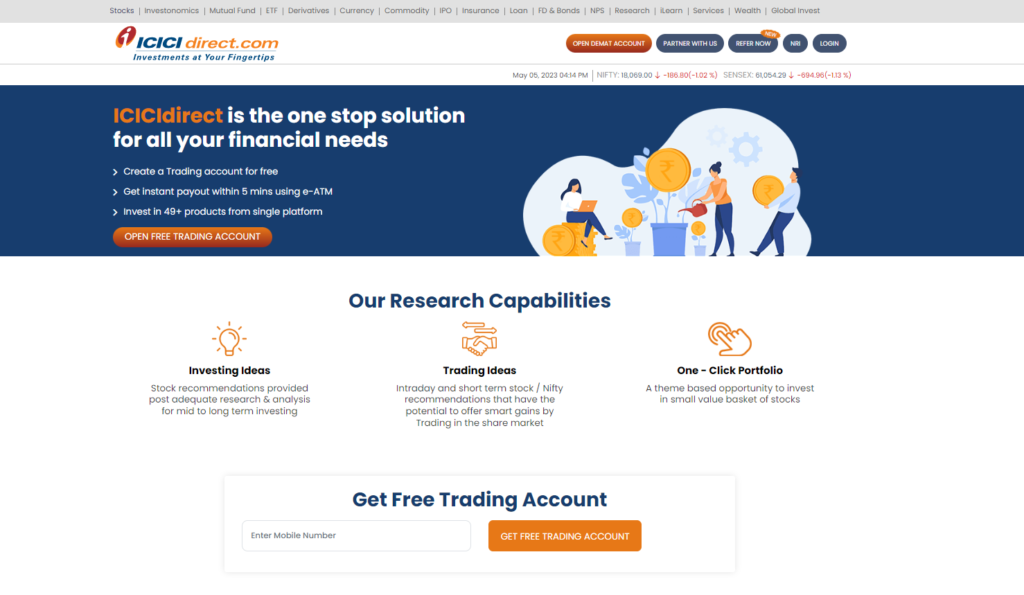 Stocks | Investonomics | Mutual Fund | ETF | Derivatives | Currency | Commodity | IPO | Insurance | Loan | FD & Bonds | NPS | Research | iLearn | Services | Wealth | Global Invest
ICICI direct.com
Investments at Your Fingertips
OPEN DEMAT ACCOUNT PARTNER WITH US REFER NOW NEW NRI LOGIN
May 05, 2023 04:14 PM | NIFTY: 18,069.00 ↓ -186.80(-1.02 %) SENSEX: 61,054.29 ↓ -694.96(-1.13 %)
ICICIdirect is the one stop solution
for all your financial needs
Create a Trading account for free
Get instant payout within 5 mins using e-ATM
Invest in 49+ products from single platform
OPEN FREE TRADING ACCOUNT
Our Research Capabilities
Investing Ideas
Stock recommendations provided
post adequate research & analysis
for mid to long term investing
Trading Ideas
Intraday and short term stock / Nifty
recommendations that have the
potential to offer smart gains by
Trading in the share market
One - Click Portfolio
A theme based opportunity to invest
in small value basket of stocks
Get Free Trading Account
Enter Mobile Number
GET FREE TRADING ACCOUNT